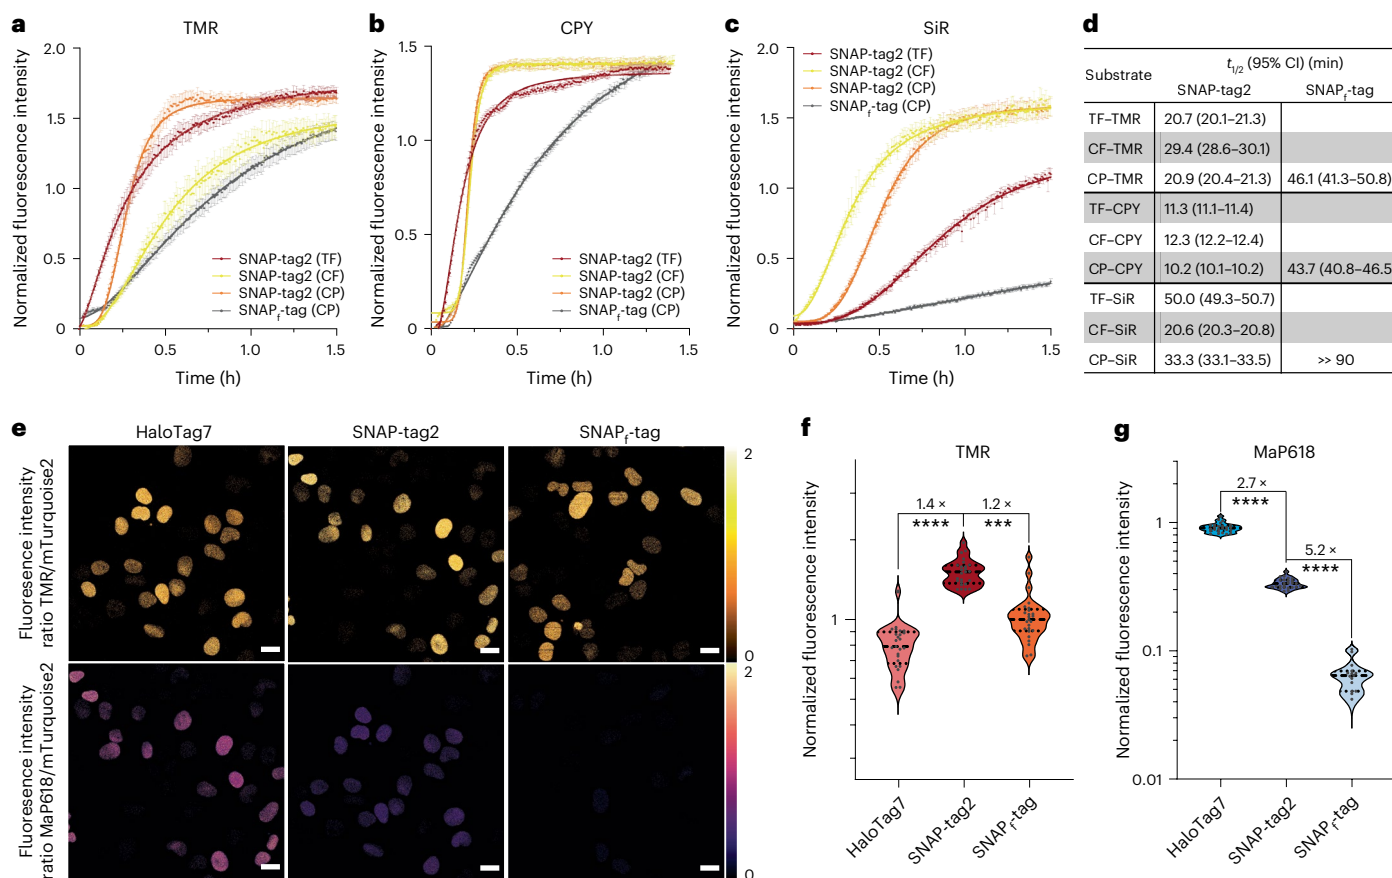 a
TMR
Normalized fluorescence intensity
2.0
1.5
1.0
0.5
0
0
0.5
1.0
1.5
Time (h)
SNAP-tag2 (TF)
SNAP-tag2 (CF)
SNAP-tag2 (CP)
SNAPf-tag (CP)
b
CPY
Normalized fluorescence intensity
1.5
1.0
0.5
0
0
0.5
1.0
1.5
Time (h)
SNAP-tag2 (TF)
SNAP-tag2 (CF)
SNAP-tag2 (CP)
SNAPf-tag (CP)
c
SiR
Normalized fluorescence intensity
2.0
1.5
1.0
0.5
0
0
0.5
1.0
1.5
Time (h)
SNAP-tag2 (TF)
SNAP-tag2 (CF)
SNAP-tag2 (CP)
SNAPf-tag (CP)
d
Substrate
t1/2 (95% CI) (min)
SNAP-tag2 SNAPf-tag
TF–TMR 20.7 (20.1–21.3)
CF–TMR 29.4 (28.6–30.1)
CP–TMR 20.9 (20.4–21.3) 46.1 (41.3–50.8)
TF–CPY 11.3 (11.1–11.4)
CF–CPY 12.3 (12.2–12.4)
CP–CPY 10.2 (10.1–10.2) 43.7 (40.8–46.5
TF–SiR 50.0 (49.3–50.7)
CF–SiR 20.6 (20.3–20.8)
CP–SiR 33.3 (33.1–33.5) >> 90
e
HaloTag7
SNAP-tag2
SNAPf-tag
Fluoresence intensity
ratio TMR/mTurquoise2
2
0
Fluoresence intensity
ratio MaP618/mTurquoise2
2
0
f
TMR
Normalized fluorescence intensity
1
1.4 ×
****
1.2 ×
***
HaloTag7
SNAP-tag2
SNAPf-tag
g
MaP618
Normalized fluorescence intensity
1
0.1
0.01
2.7 ×
****
5.2 ×
****
HaloTag7
SNAP-tag2
SNAPf-tag